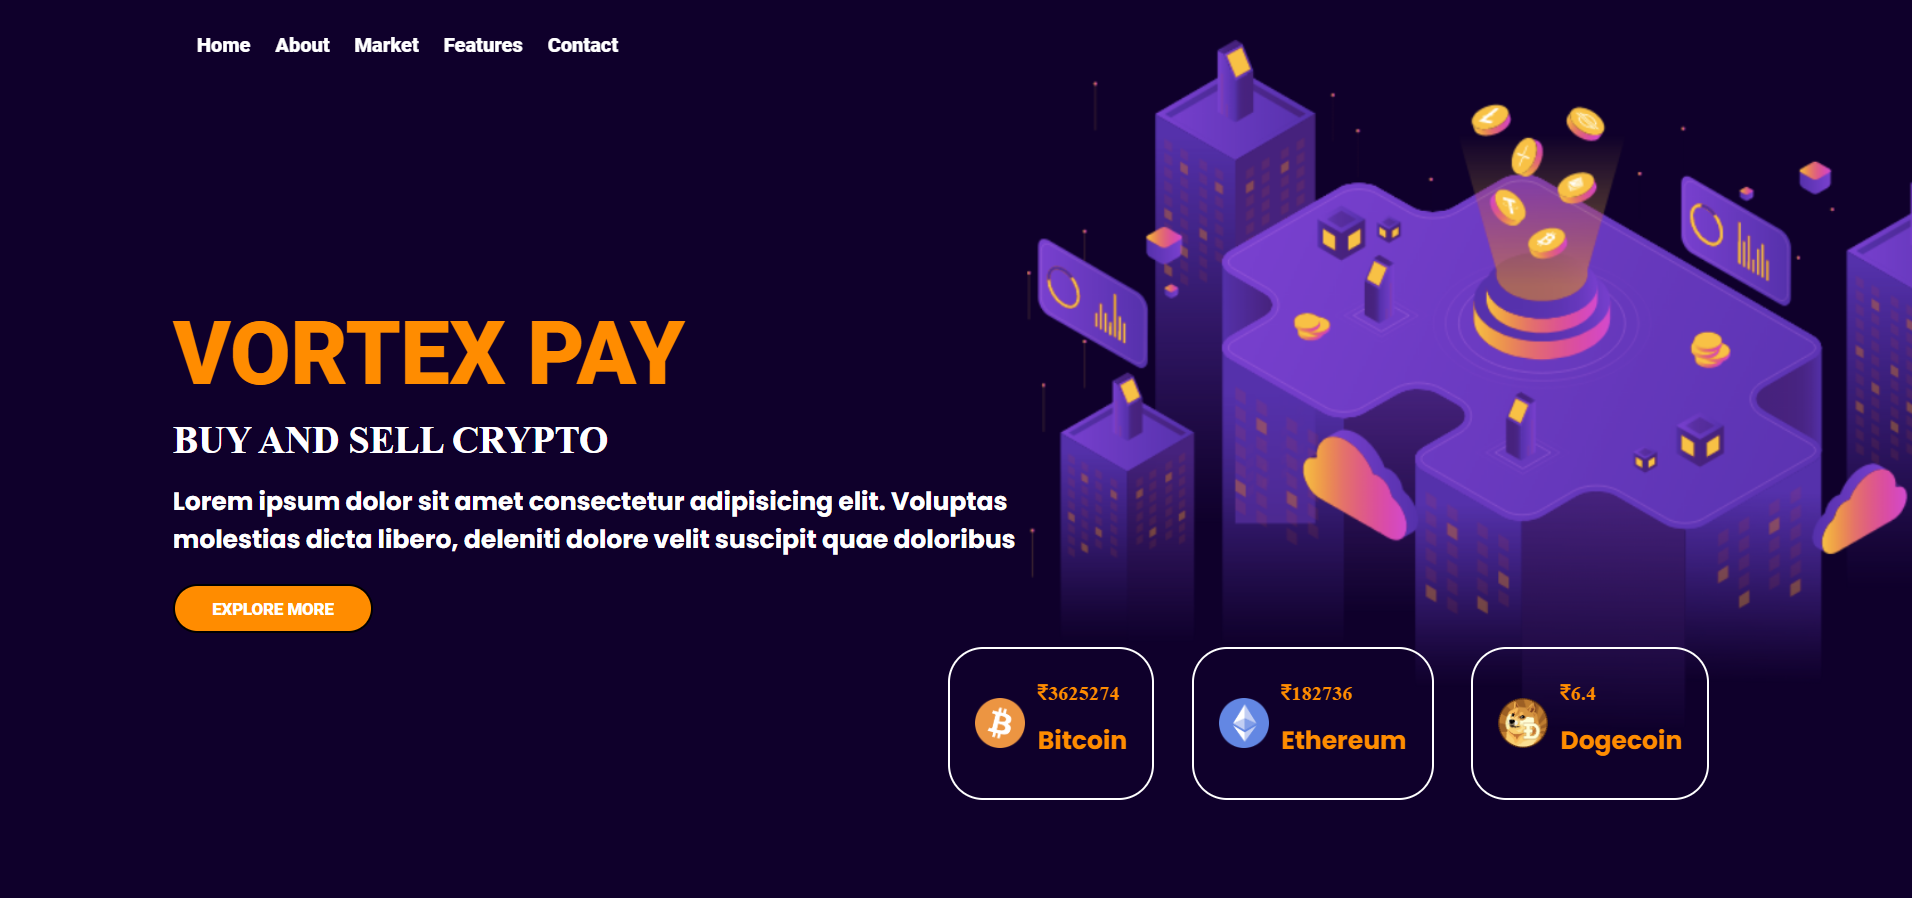 Home About Market Features Contact
VORTEX PAY
BUY AND SELL CRYPTO
Lorem ipsum dolor sit amet consectetur adipisicing elit. Voluptas
molestias dicta libero, deleniti dolore velit suscipit quae doloribus
EXPLORE MORE
₹3625274
Bitcoin
₹182736
Ethereum
₹6.4
Dogecoin